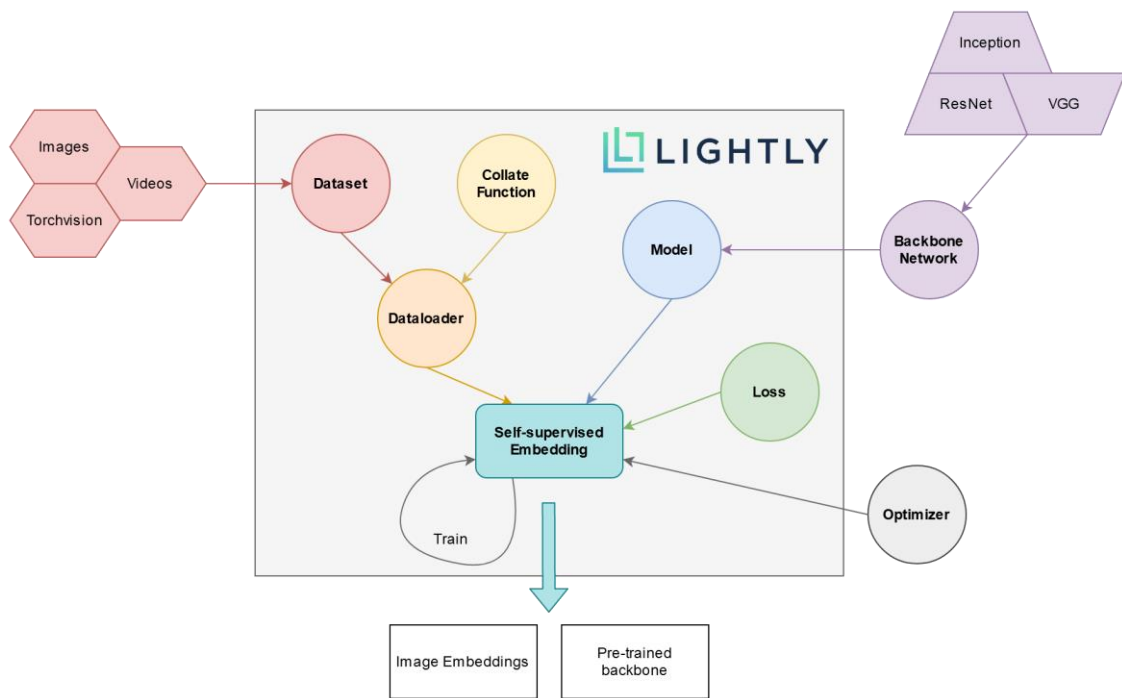 Inception
ResNet
VGG
Images
Videos
Torchvision
LIGHTLY
Dataset
Collate
Function
Model
Backbone
Network
Dataloader
Loss
Self-supervised
Embedding
Optimizer
Train
Image Embeddings
Pre-trained
backbone